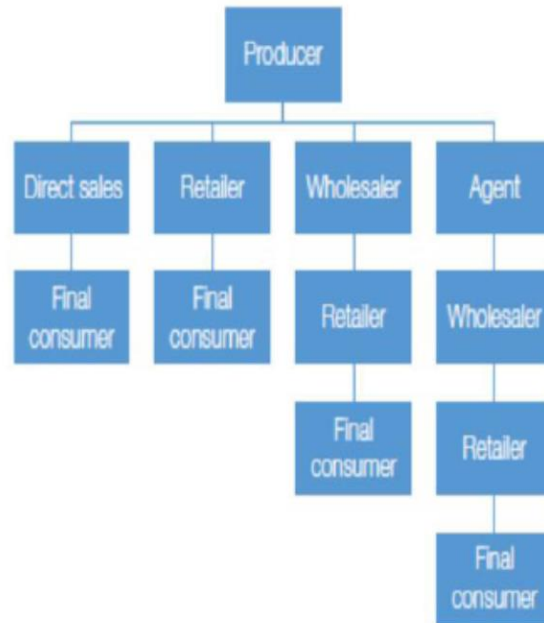 Producer
Direct sales
Retailer
Wholesaler
Agent
Final
consumer
Final
consumer
Retailer
Wholesaler
Final
consumer
Retailer
Final
consumer